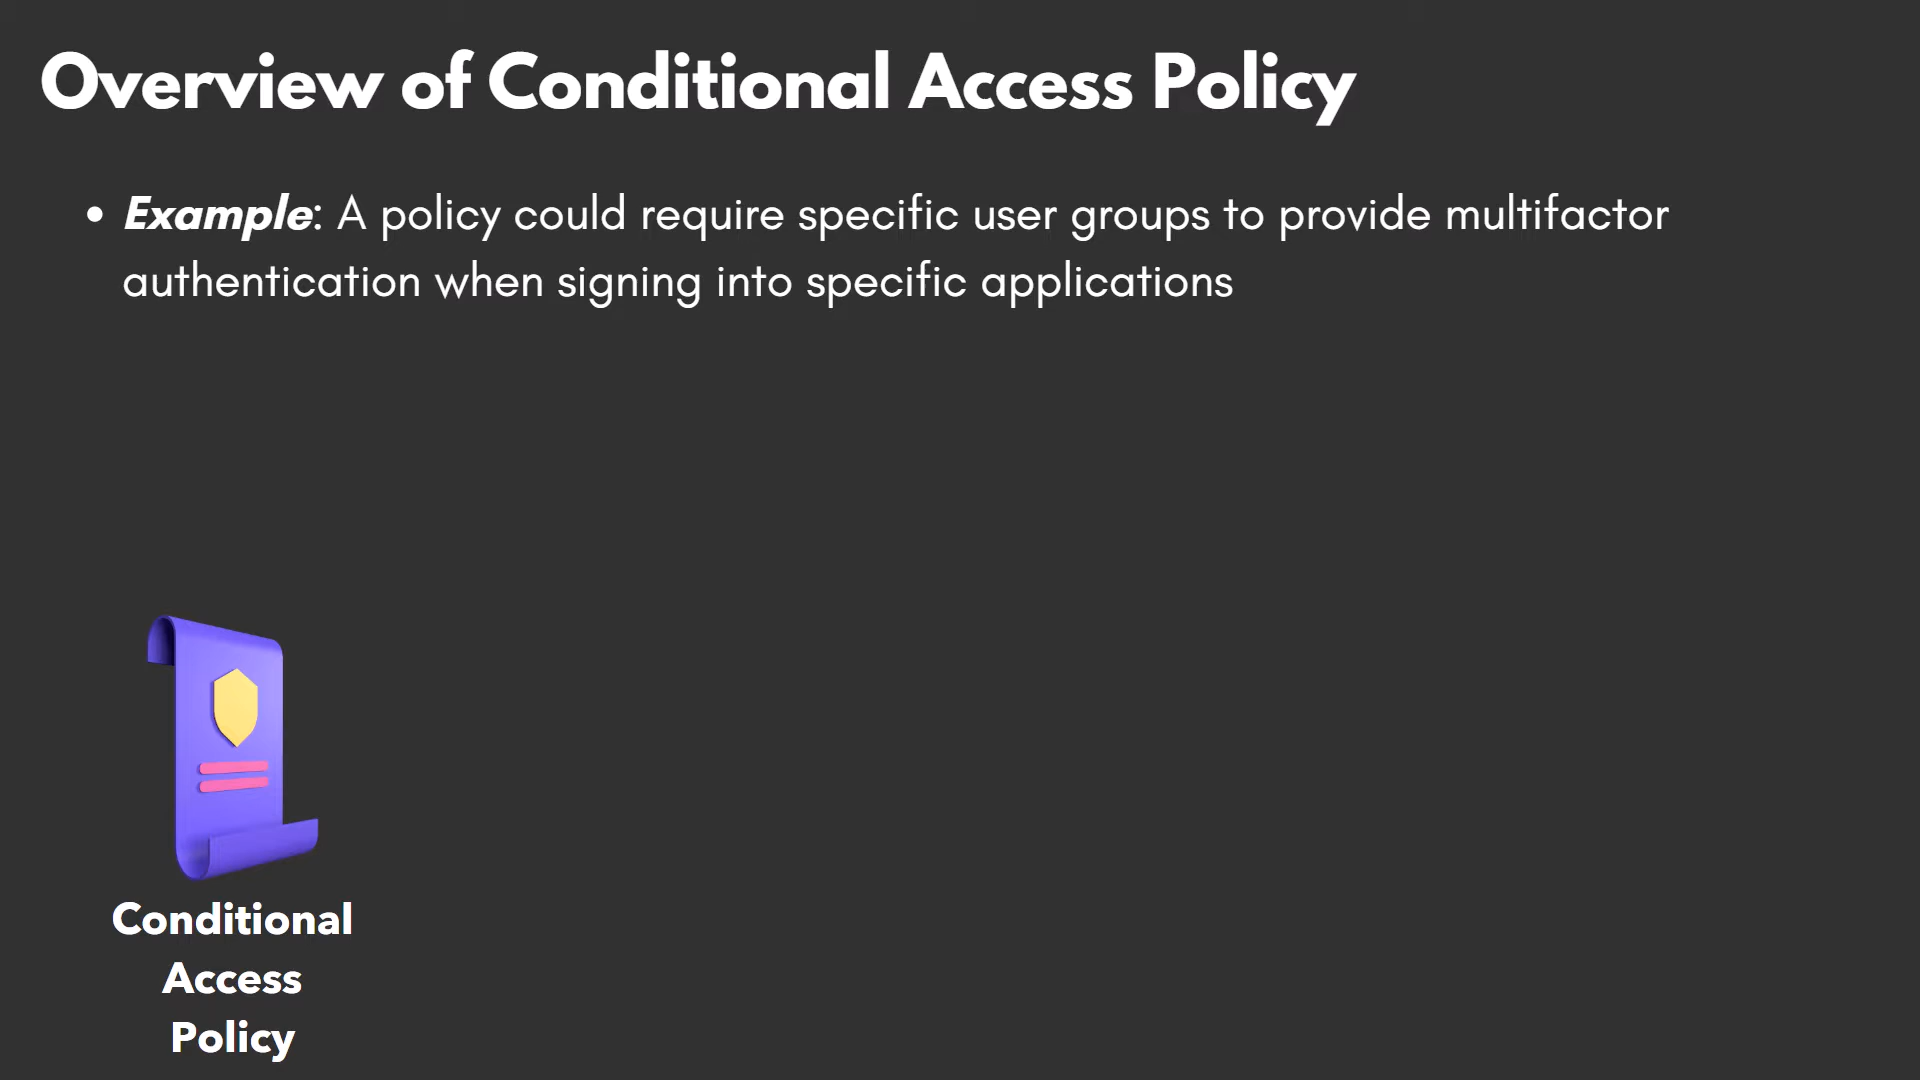 Overview of Conditional Access Policy
• Example: A policy could require specific user groups to provide multifactor
authentication when signing into specific applications
Conditional
Access
Policy